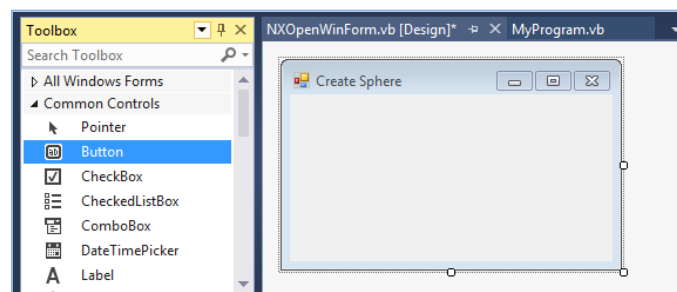 Toolbox
Search Toolbox
All Windows Forms
Common Controls
Pointer
ab Button
CheckBox
CheckedListBox
ComboBox
DateTimePicker
A Label
NXOpenWinForm.vb [Design]* MyProgram.vb
Create Sphere